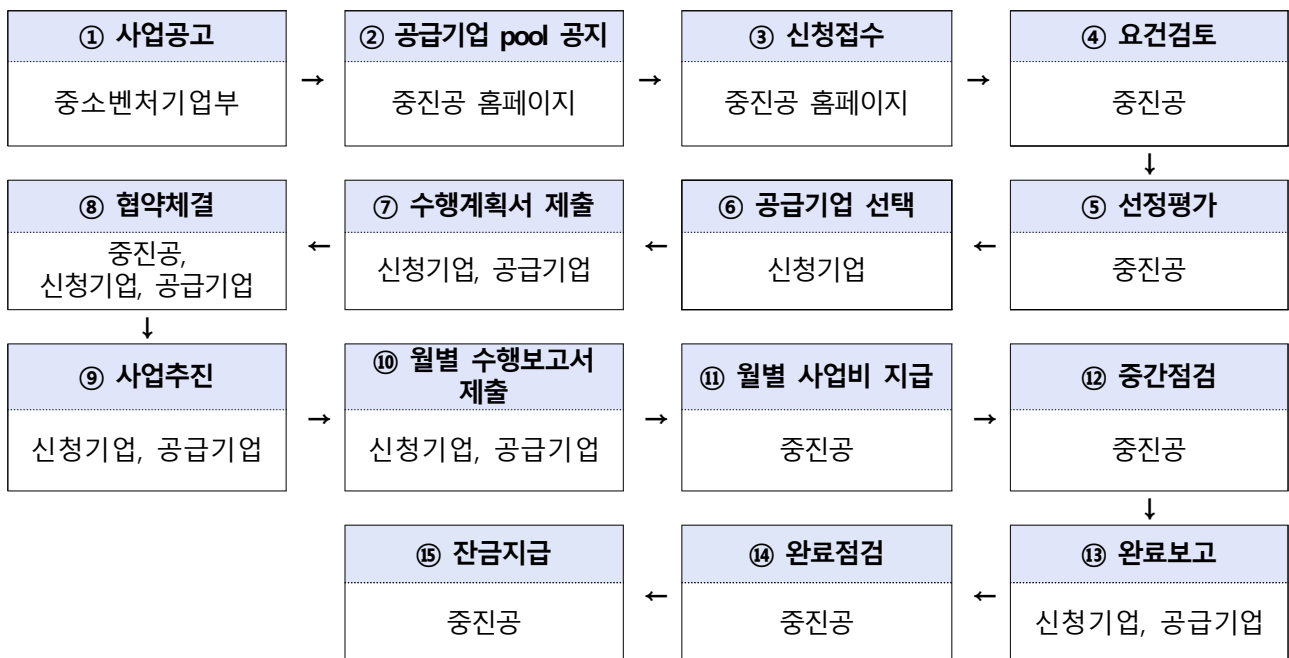 ① 사업공고
중소벤처기업부
→
② 공급기업 pool 공지
중진공 홈페이지
→
③ 신청접수
중진공 홈페이지
→
④ 요건검토
중진공
↓
⑤ 선정평가
중진공
←
⑥ 공급기업 선택
신청기업
←
⑦ 수행계획서 제출
신청기업, 공급기업
←
⑧ 협약체결
중진공,
신청기업, 공급기업
↓
⑨ 사업추진
신청기업, 공급기업
→
⑩ 월별 수행보고서
제출
신청기업, 공급기업
→
⑪ 월별 사업비 지급
중진공
→
⑫ 중간점검
중진공
↓
⑬ 완료보고
신청기업, 공급기업
←
⑭ 완료점검
중진공
←
⑮ 잔금지급
중진공